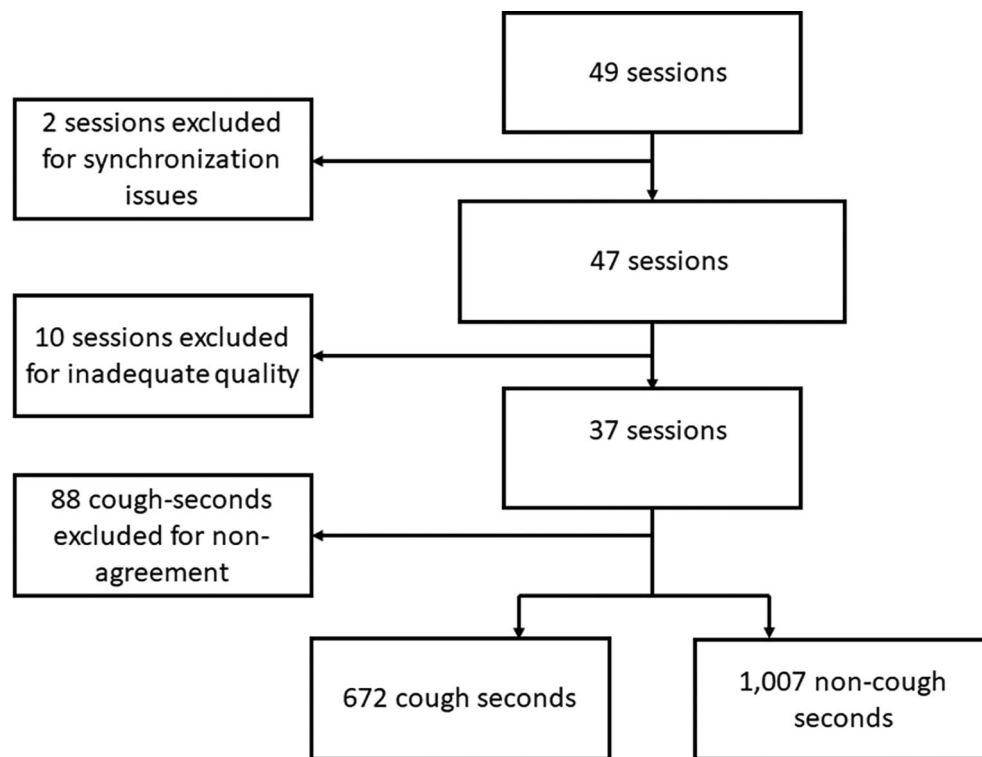 49 sessions
2 sessions excluded
for synchronization
issues
47 sessions
10 sessions excluded
for inadequate quality
37 sessions
88 cough-seconds
excluded for non-
agreement
672 cough seconds
1,007 non-cough
seconds